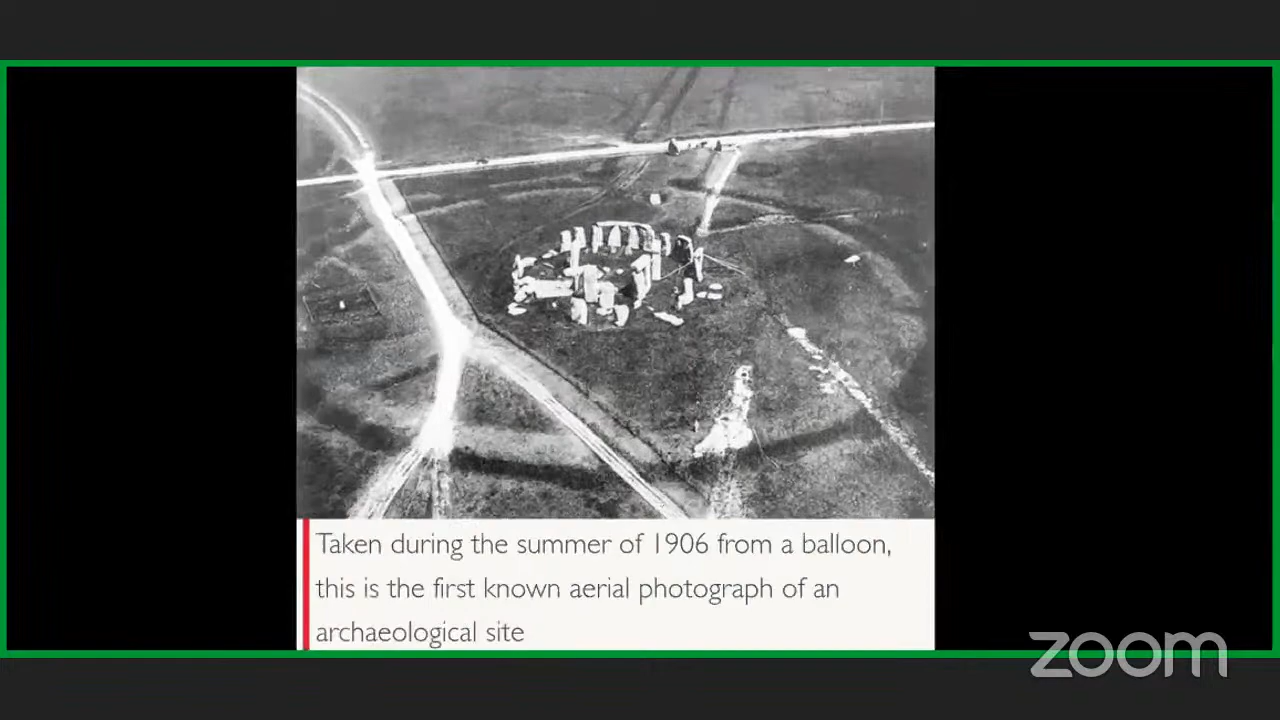 Taken during the summer of 1906 from a balloon,
this is the first known aerial photograph of an
archaeological site
zoom